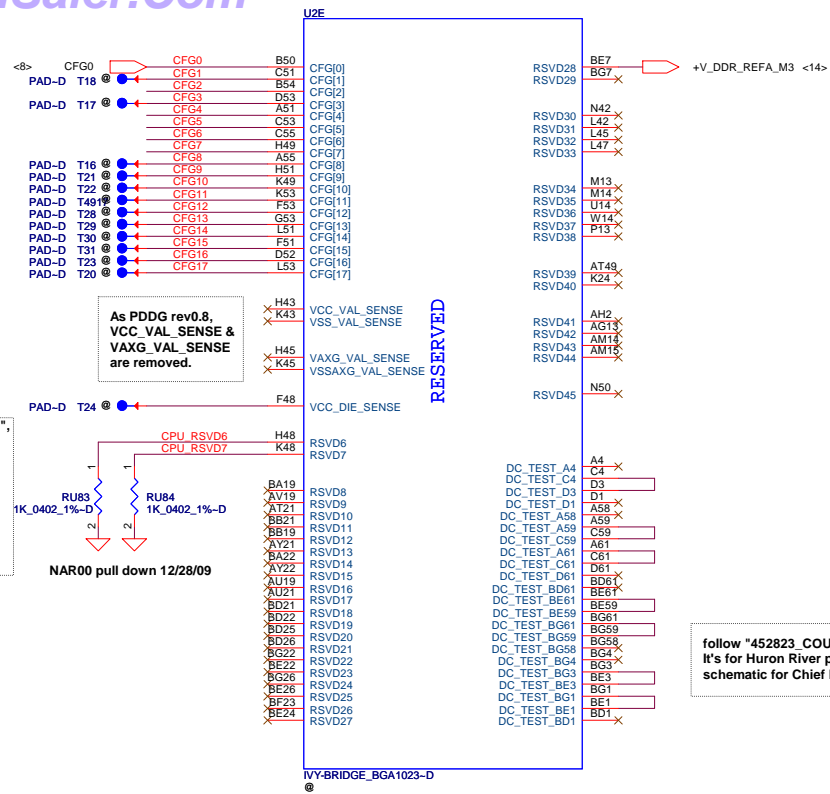 nSaler.Com
U2E
<8> CFG0 CFG0 B50 CFG[0]
PAD~D T18 @ CFG1 C51 CFG[1]
CFG2 B54 CFG[2]
PAD~D T17 @ CFG3 D53 CFG[3]
CFG4 A51 CFG[4]
CFG5 C53 CFG[5]
CFG6 C55 CFG[6]
CFG7 H49 CFG[7]
PAD~D T16 @ CFG8 A55 CFG[8]
PAD~D T21 @ CFG9 H51 CFG[9]
PAD~D T22 @ CFG10 K49 CFG[10]
PAD~D @ CFG11 K53 CFG[11]
PAD~D T28 @ CFG12 F53 CFG[12]
PAD~D T29 @ CFG13 G53 CFG[13]
PAD~D T30 @ CFG14 L51 CFG[14]
PAD~D T31 @ CFG15 F51 CFG[15]
PAD~D T23 @ CFG16 D52 CFG[16]
PAD~D T20 @ CFG17 L53 CFG[17]
As PDDG rev0.8,
VCC_VAL_SENSE &
VAXG_VAL_SENSE
are removed.
H43 VCC_VAL_SENSE
K43 VSS_VAL_SENSE
H45 VAXG_VAL_SENSE
K45 VSSAXG_VAL_SENSE
PAD~D T24 @ F48 VCC_DIE_SENSE
",
CPU_RSVD6 H48 RSVD6
CPU_RSVD7 K48 RSVD7
1 1
RU83 RU84
1K_0402_1%~D 1K_0402_1%~D
2 2
NAR00 pull down 12/28/09
BA19 RSVD8
AV19 RSVD9
AT21 RSVD10
BB21 RSVD11
BB19 RSVD12
AY21 RSVD13
BA22 RSVD14
AY22 RSVD15
AU19 RSVD16
AU21 RSVD17
BD21 RSVD18
BD22 RSVD19
BD25 RSVD20
BD26 RSVD21
BG22 RSVD22
BE22 RSVD23
BG26 RSVD24
BE26 RSVD25
BF23 RSVD26
BE24 RSVD27
RESERVED
RSVD28 BE7 +V_DDR_REFA_M3 <14>
RSVD29 BG7
RSVD30 N42
RSVD31 L42
RSVD32 L45
RSVD33 L47
RSVD34 M13
RSVD35 M14
RSVD36 U14
RSVD37 W14
RSVD38 P13
RSVD39 AT49
RSVD40 K24
RSVD41 AH2
RSVD42 AG13
RSVD43 AM14
RSVD44 AM15
RSVD45 N50
DC_TEST_A4 A4
DC_TEST_C4 C4
DC_TEST_D3 D3
DC_TEST_D1 D1
DC_TEST_A58 A58
DC_TEST_A59 A59
DC_TEST_C59 C59
DC_TEST_A61 A61
DC_TEST_C61 C61
DC_TEST_D61 D61
DC_TEST_BD61 BD61
DC_TEST_BE61 BE61
DC_TEST_BE59 BE59
DC_TEST_BG61 BG61
DC_TEST_BG59 BG59
DC_TEST_BG58 BG58
DC_TEST_BG4 BG4
DC_TEST_BG3 BG3
DC_TEST_BE3 BE3
DC_TEST_BG1 BG1
DC_TEST_BE1 BE1
DC_TEST_BD1 BD1
follow "452823_COU
It's for Huron River p
schematic for Chief
IVY-BRIDGE_BGA1023~D
@